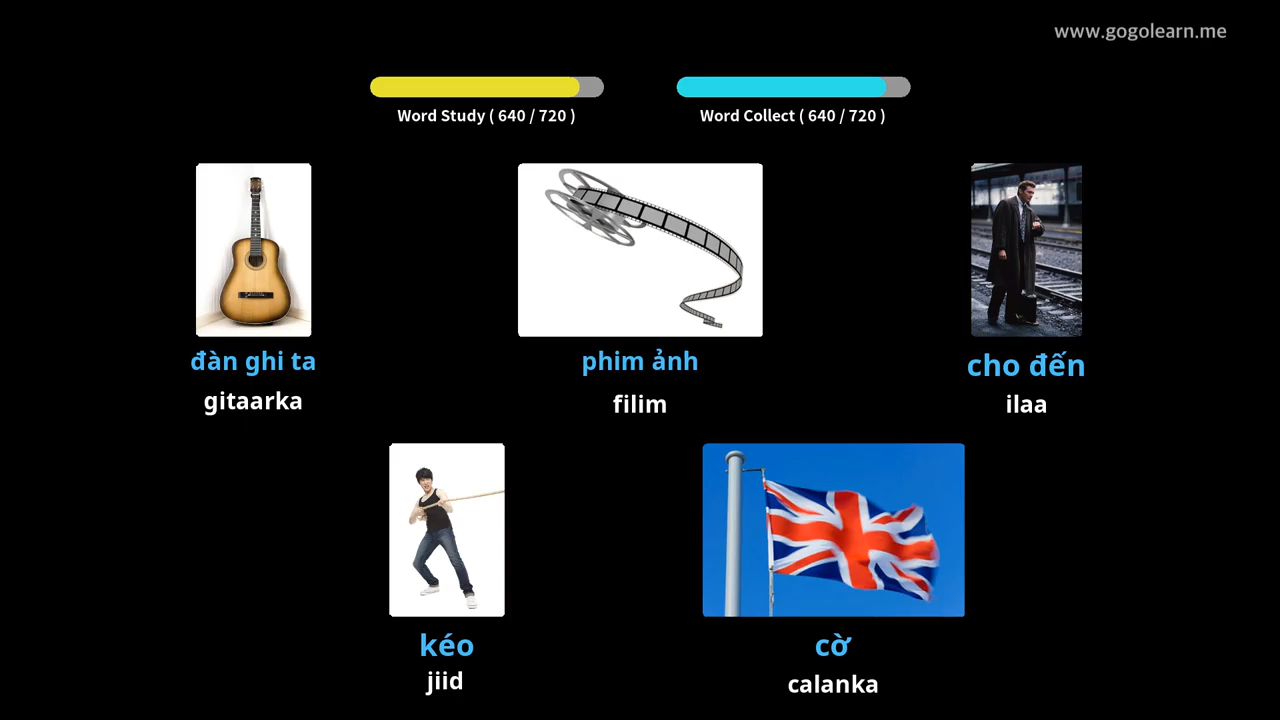 www.gogolearn.me
Word Study ( 640 / 720 )
Word Collect ( 640 / 720 )
đàn ghi ta
gitaarka
phim ảnh
filim
cho đến
ilaa
kéo
jiid
cờ
calanka